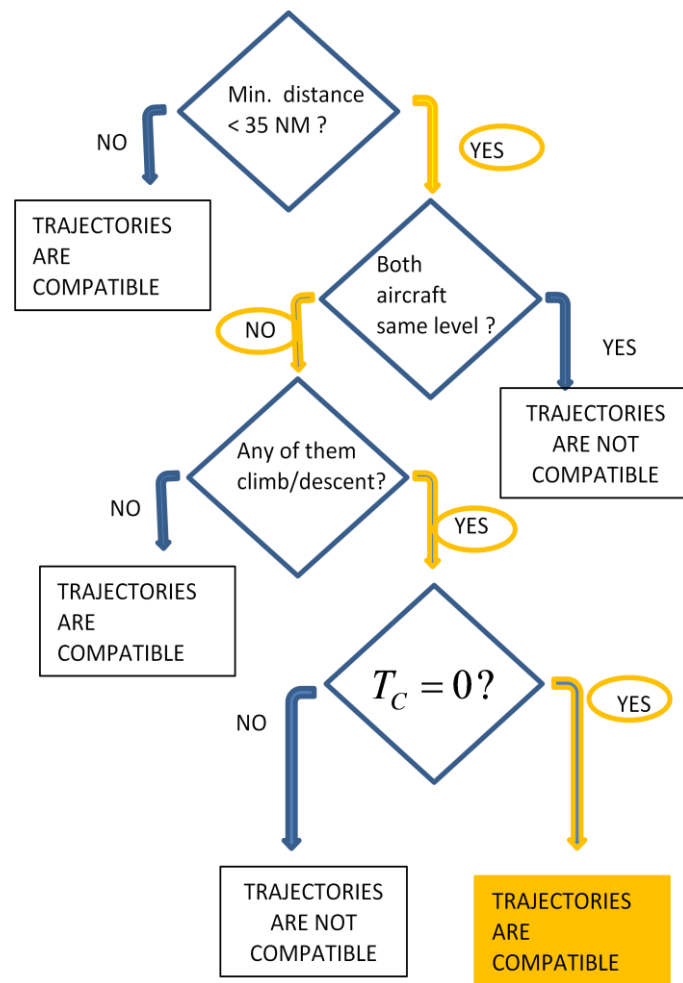 Min. distance
< 35 NM ?
NO
YES
TRAJECTORIES
ARE
COMPATIBLE
Both
aircraft
same level ?
NO
YES
TRAJECTORIES
ARE NOT
COMPATIBLE
Any of them
climb/descent?
NO
YES
TRAJECTORIES
ARE
COMPATIBLE
T_C = 0?
NO
YES
TRAJECTORIES
ARE NOT
COMPATIBLE
TRAJECTORIES
ARE
COMPATIBLE